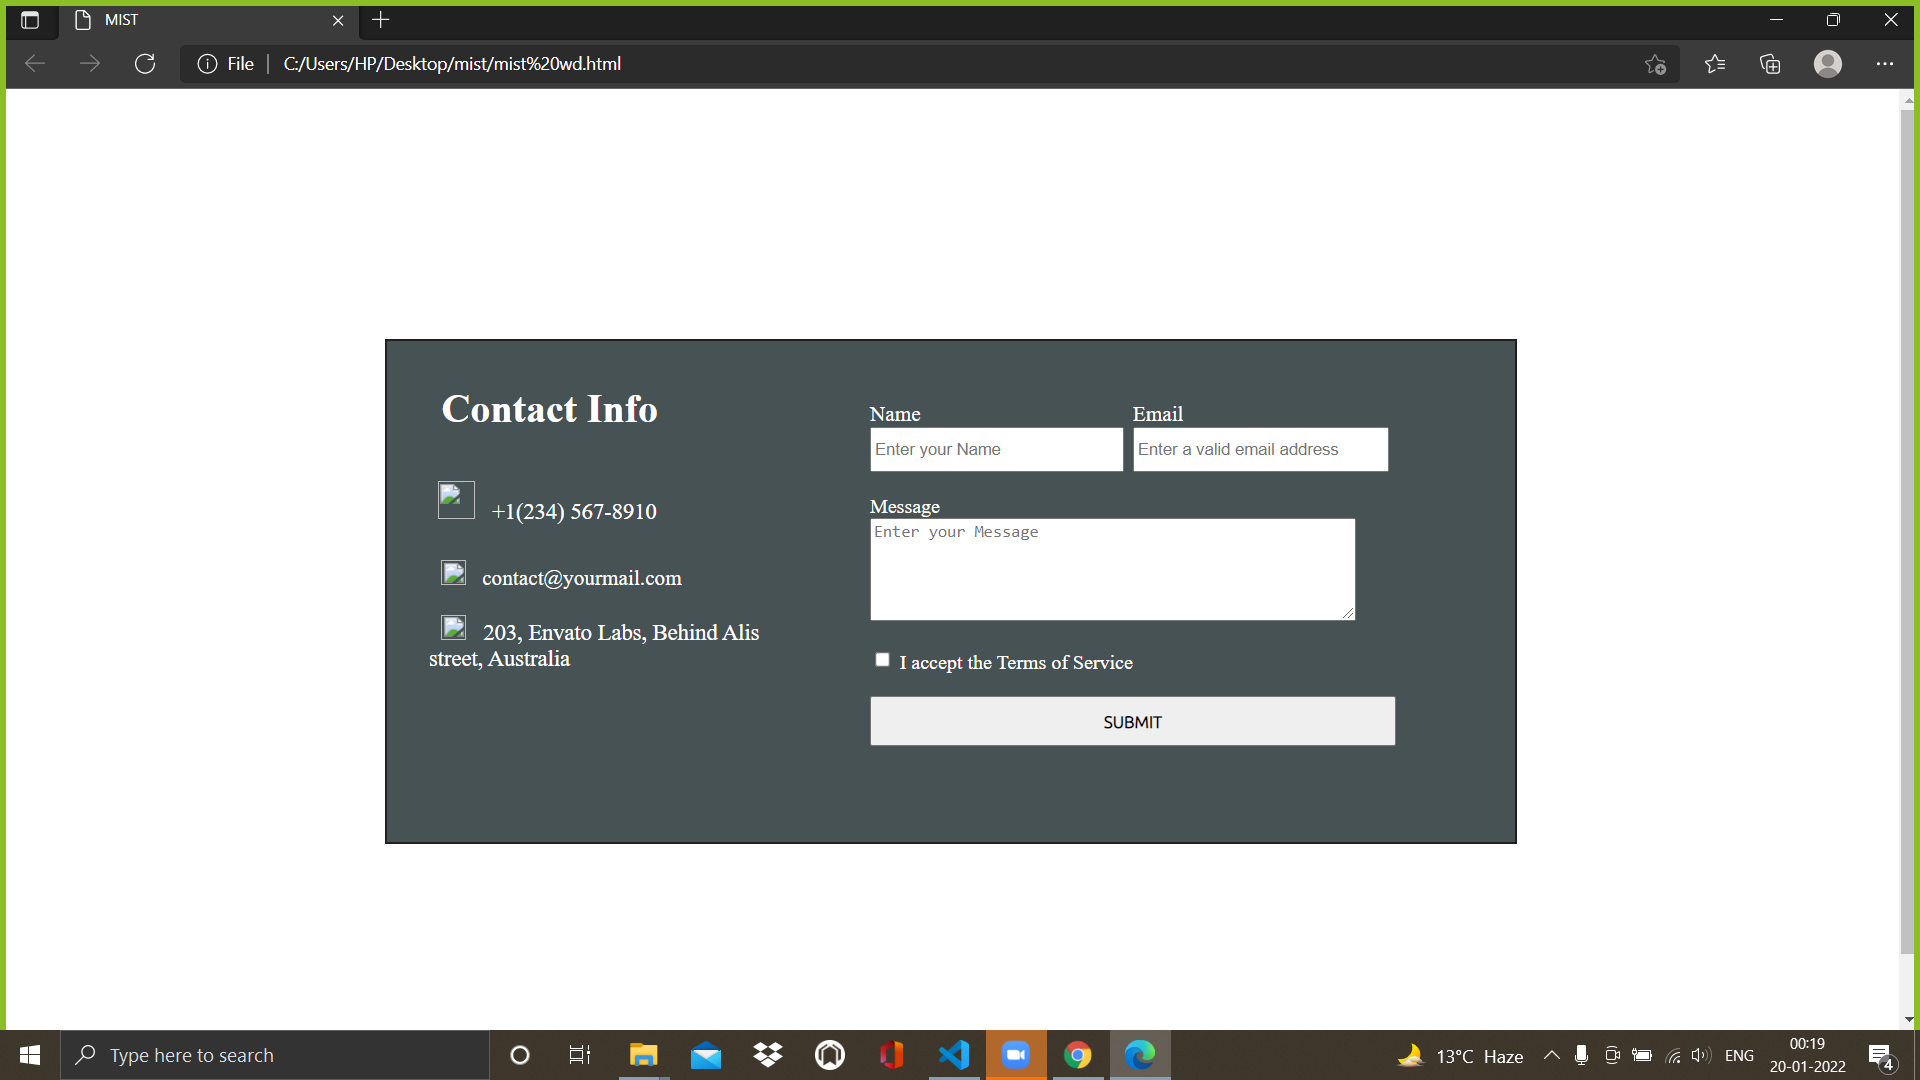 MIST
File
C:/Users/HP/Desktop/mist/mist%20wd.html
Contact Info
+1(234) 567-8910
contact@yourmail.com
203, Envato Labs, Behind Alis
street, Australia
Name
Email
Enter your Name
Enter a valid email address
Message
Enter your Message
I accept the Terms of Service
SUBMIT
Type here to search
13°C Haze
ENG
00:19
20-01-2022
4